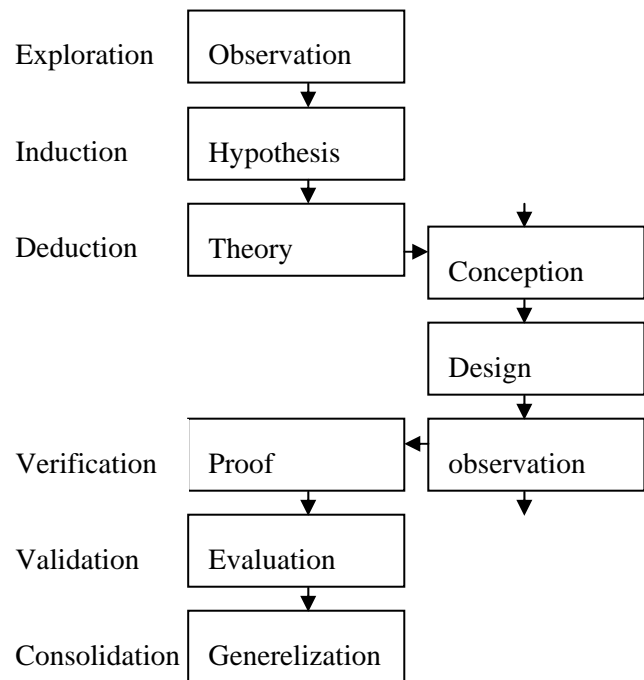 Exploration Observation
Induction Hypothesis
Deduction Theory
Conception
Design
Verification Proof observation
Validation Evaluation
Consolidation Generelization